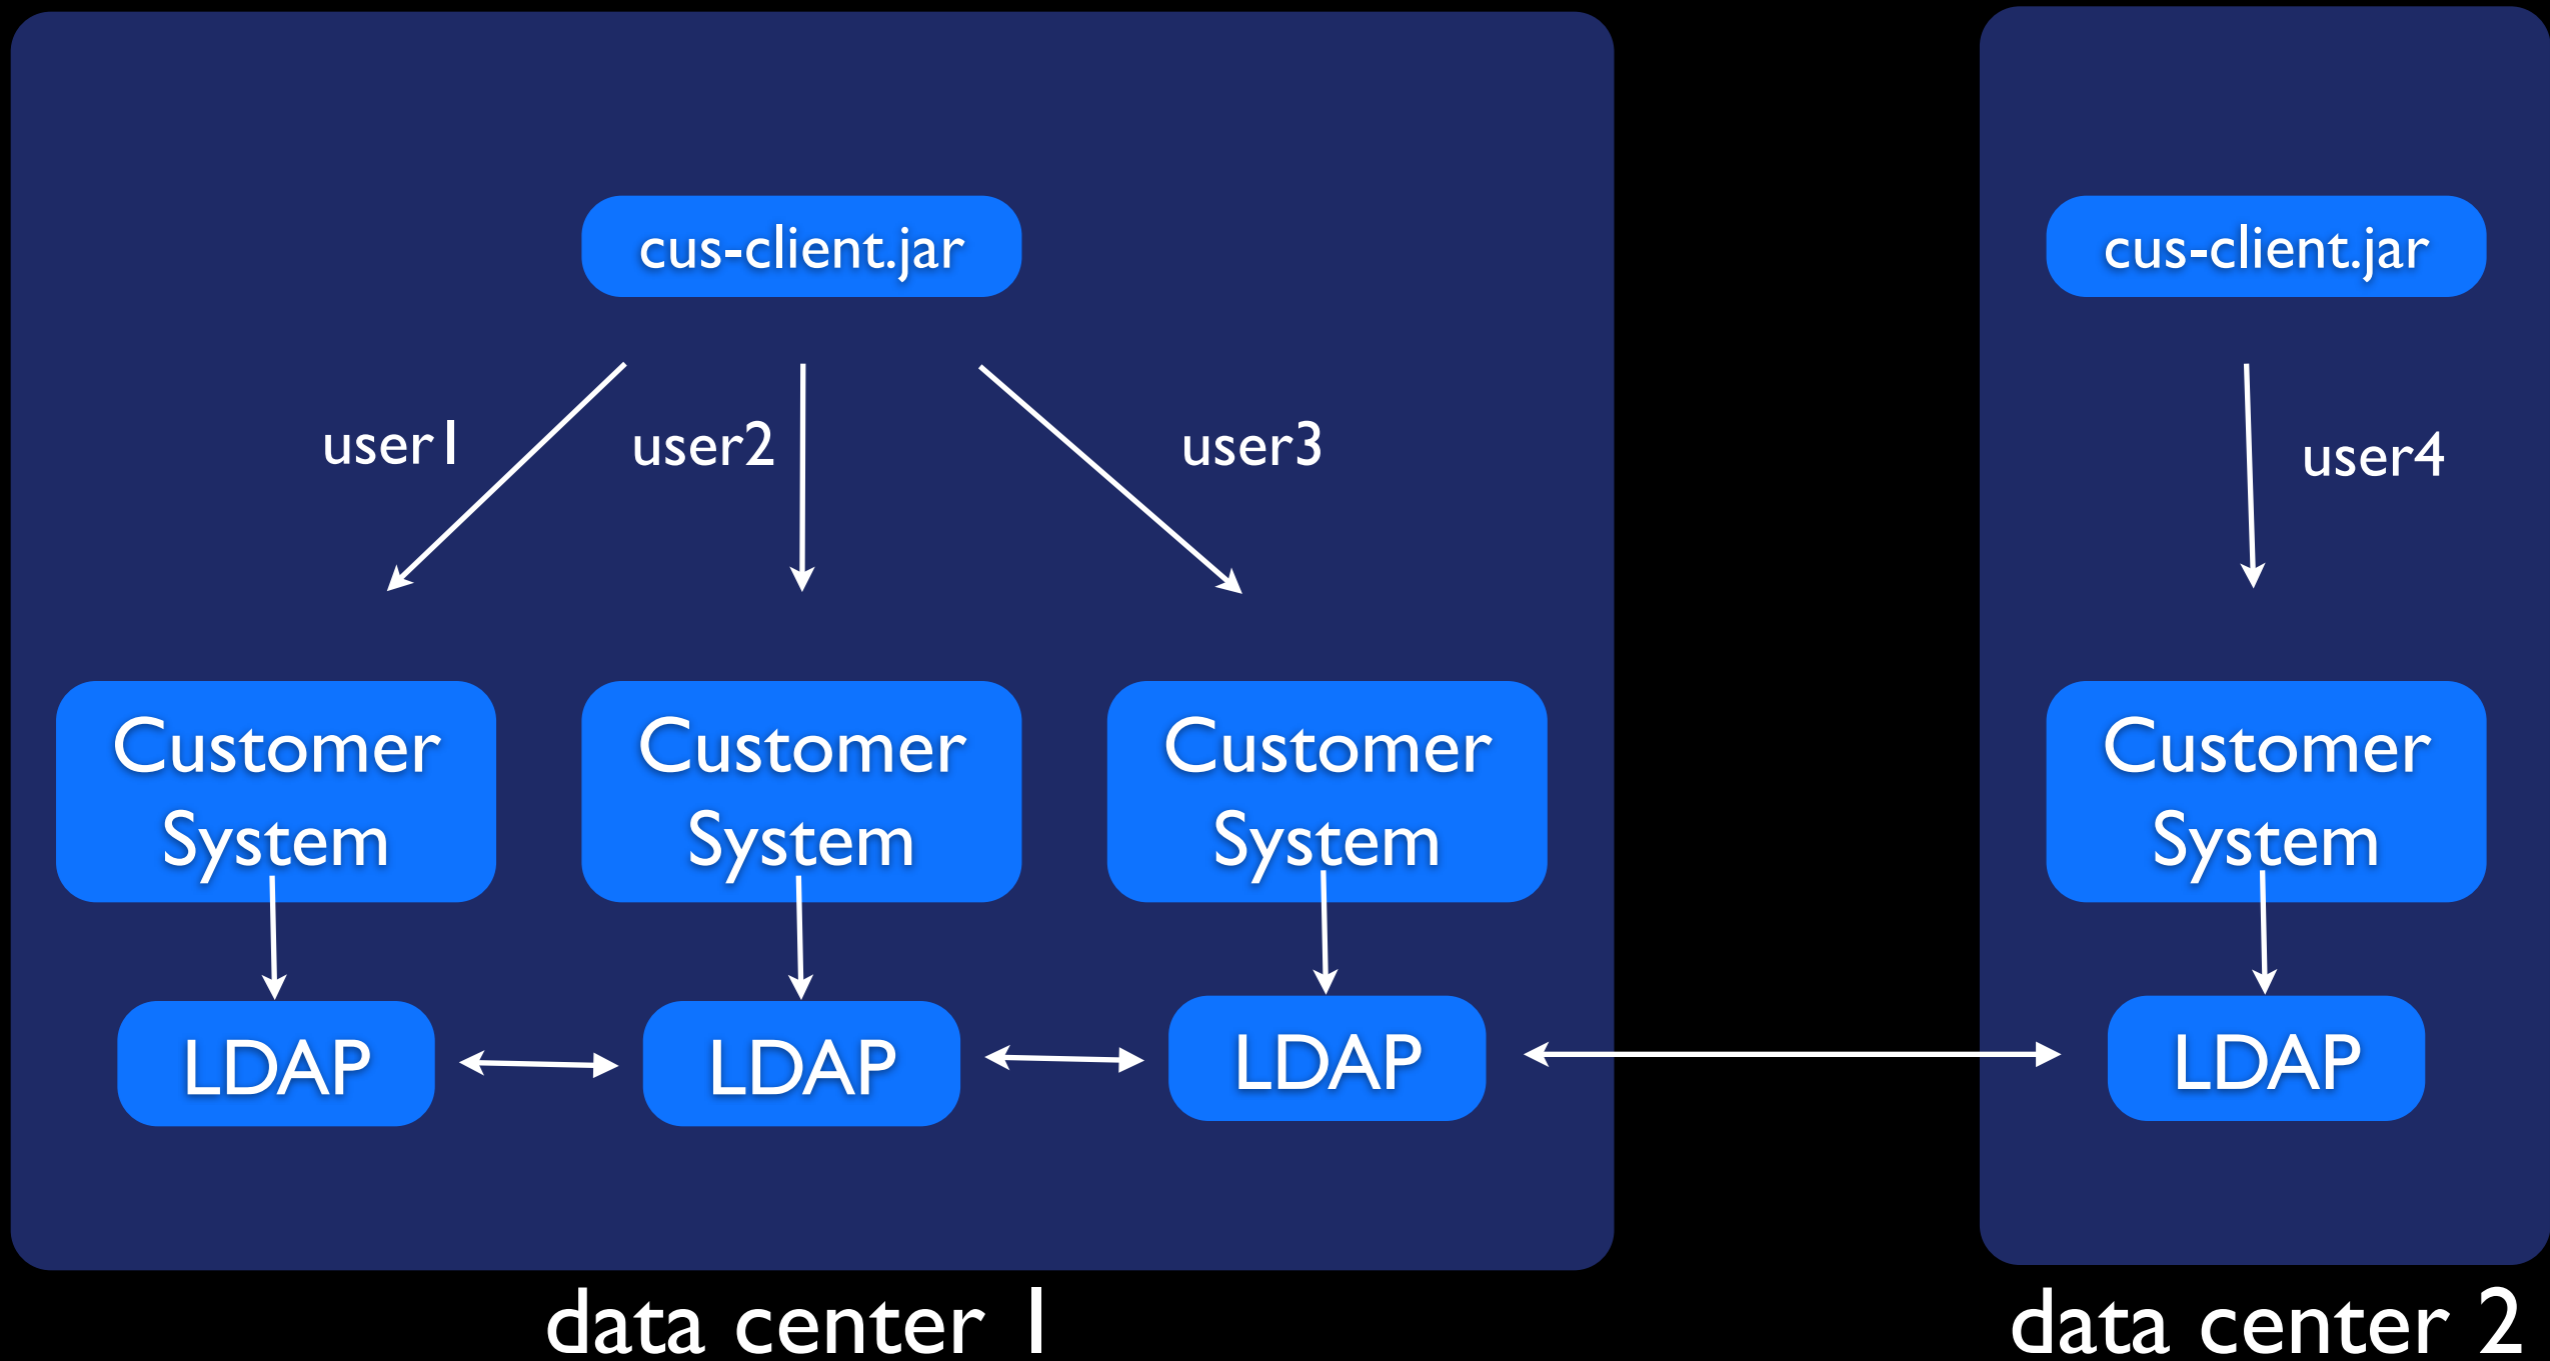 cus-client.jar
cus-client.jar
user1
user2
user3
user4
Customer
System
Customer
System
Customer
System
Customer
System
LDAP
LDAP
LDAP
LDAP
data center 1
data center 2